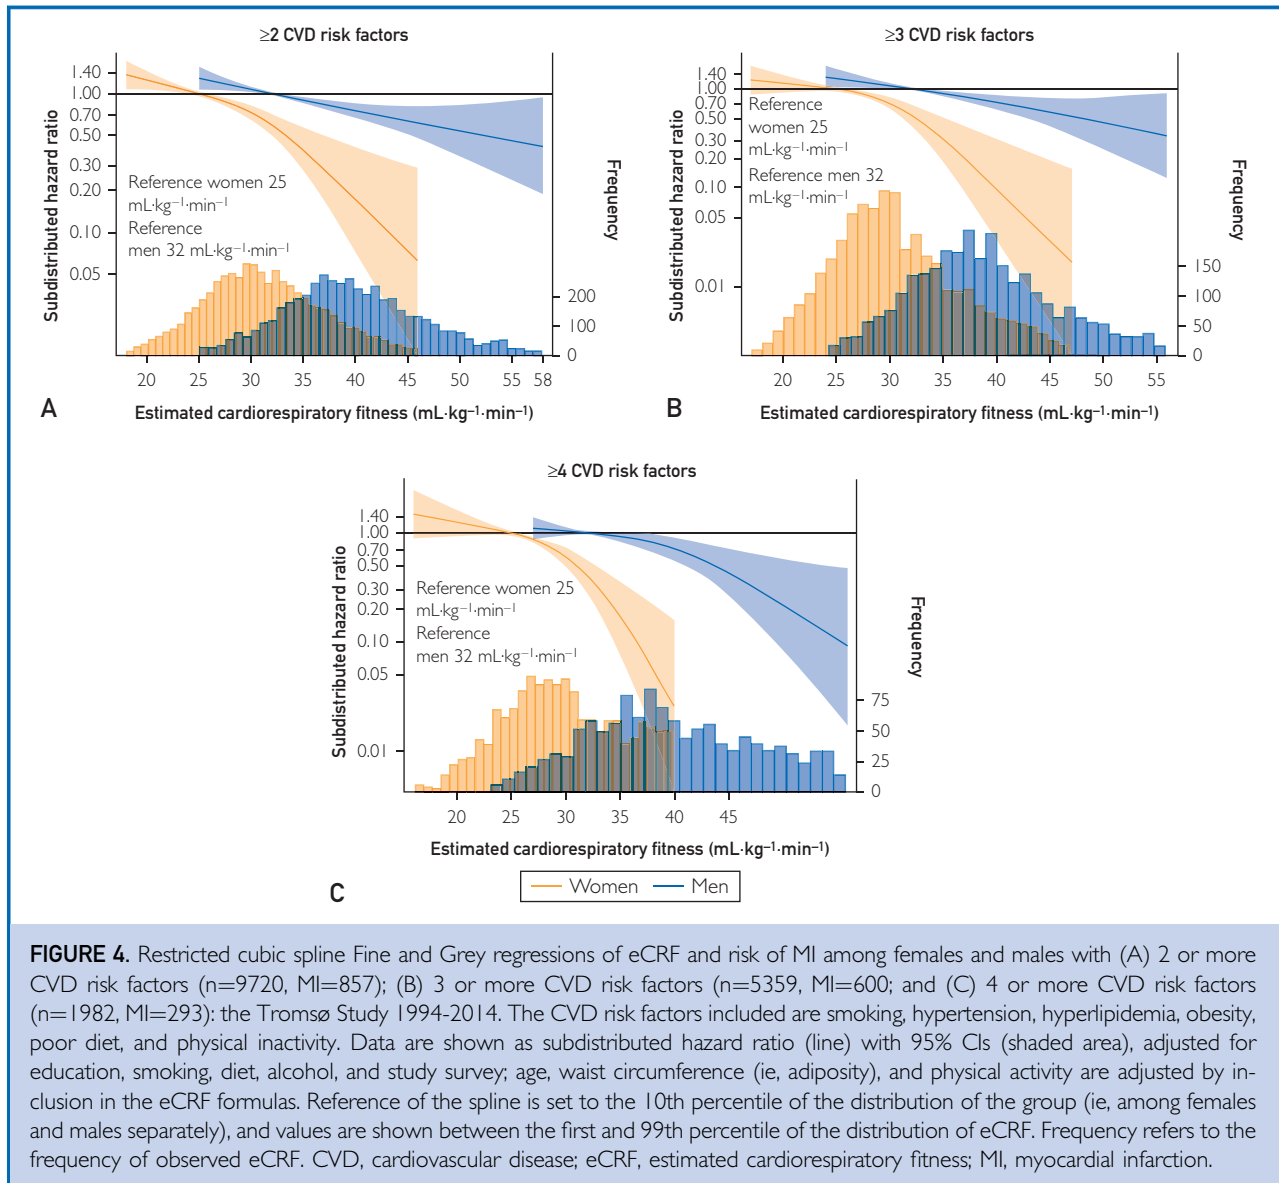 ≥2 CVD risk factors
Subdistributed hazard ratio
1.40
1.00
0.70
0.50
0.30
0.20
0.10
0.05
Reference women 25
mL·kg⁻¹·min⁻¹
Reference
men 32 mL·kg⁻¹·min⁻¹
Frequency
200
100
0
20 25 30 35 40 45 50 55 58
A
Estimated cardiorespiratory fitness (mL·kg⁻¹·min⁻¹)
≥3 CVD risk factors
Subdistributed hazard ratio
1.40
1.00
0.70
0.50
0.30
0.20
0.10
0.05
0.01
Reference
women 25
mL·kg⁻¹·min⁻¹
Reference men 32
mL·kg⁻¹·min⁻¹
Frequency
150
100
50
0
20 25 30 35 40 45 50 55
B
Estimated cardiorespiratory fitness (mL·kg⁻¹·min⁻¹)
≥4 CVD risk factors
Subdistributed hazard ratio
1.40
1.00
0.70
0.50
0.30
0.20
0.10
0.05
0.01
Reference women 25
mL·kg⁻¹·min⁻¹
Reference
men 32 mL·kg⁻¹·min⁻¹
Frequency
75
50
25
0
20 25 30 35 40 45
Estimated cardiorespiratory fitness (mL·kg⁻¹·min⁻¹)
C
Women Men
FIGURE 4. Restricted cubic spline Fine and Grey regressions of eCRF and risk of MI among females and males with (A) 2 or more
CVD risk factors (n=9720, MI=857); (B) 3 or more CVD risk factors (n=5359, MI=600; and (C) 4 or more CVD risk factors
(n=1982, MI=293): the Tromsø Study 1994-2014. The CVD risk factors included are smoking, hypertension, hyperlipidemia, obesity,
poor diet, and physical inactivity. Data are shown as subdistributed hazard ratio (line) with 95% CIs (shaded area), adjusted for
education, smoking, diet, alcohol, and study survey; age, waist circumference (ie, adiposity), and physical activity are adjusted by in-
clusion in the eCRF formulas. Reference of the spline is set to the 10th percentile of the distribution of the group (ie, among females
and males separately), and values are shown between the first and 99th percentile of the distribution of eCRF. Frequency refers to the
frequency of observed eCRF. CVD, cardiovascular disease; eCRF, estimated cardiorespiratory fitness; MI, myocardial infarction.